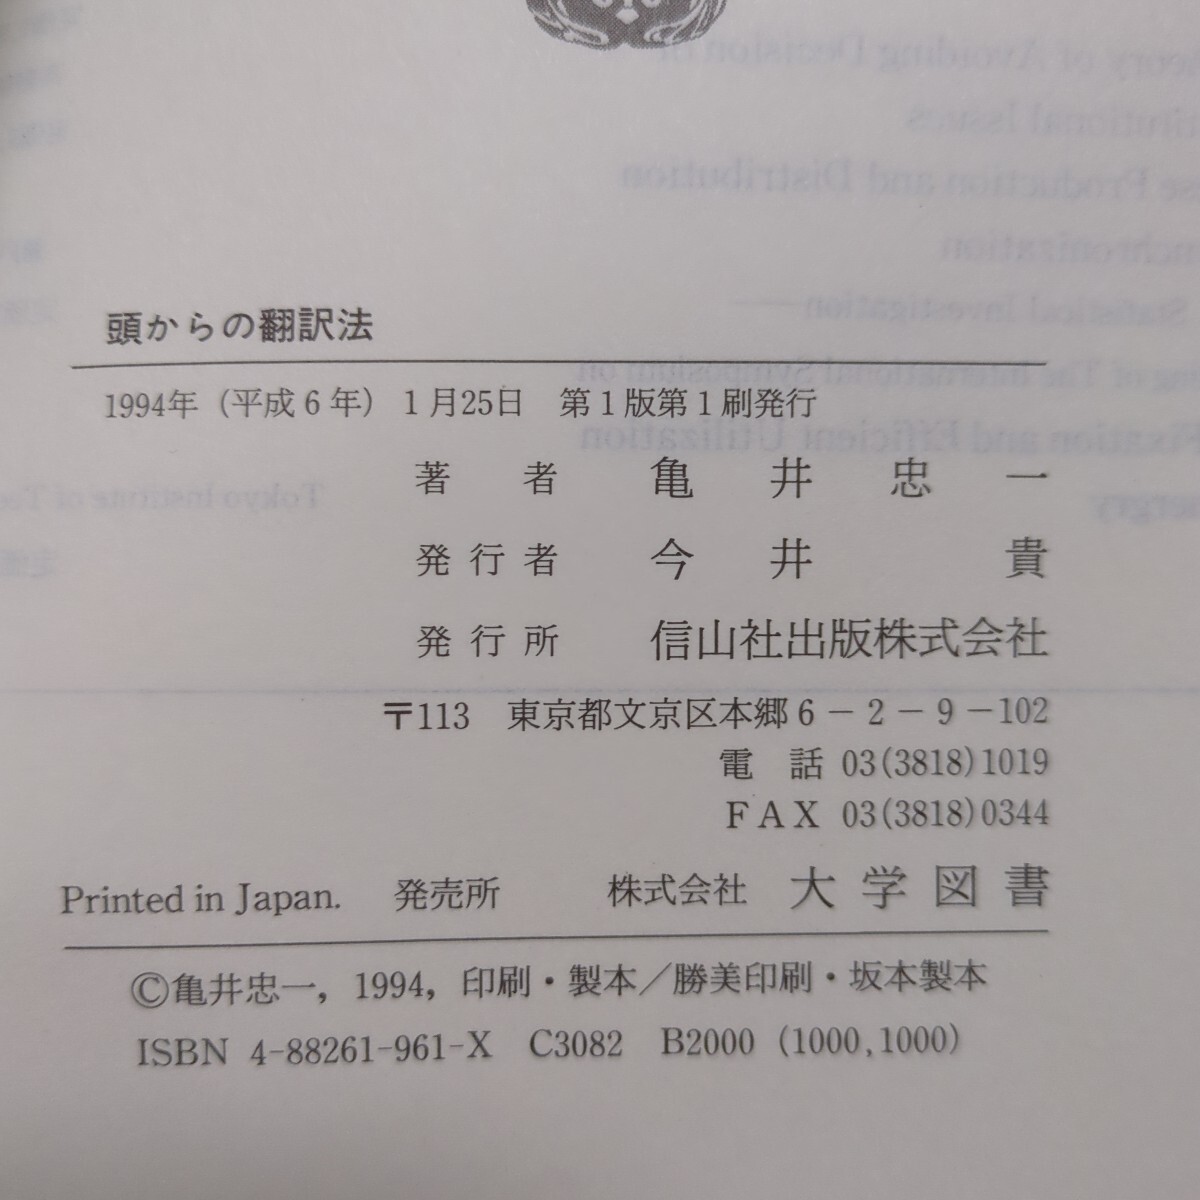 頭からの翻訳法
1994年（平成6年）1月25日　第1版第1刷発行
著者　亀井忠一
発行者　今井貴
発行所　信山社出版株式会社
〒113　東京都文京区本郷6－2－9－102
電話 03(3818)1019
FAX 03(3818)0344
Printed in Japan.　発売所　株式会社 大学図書
©亀井忠一，1994，印刷・製本／勝美印刷・坂本製本
ISBN 4-88261-961-X　C3082　B2000（1000,1000）